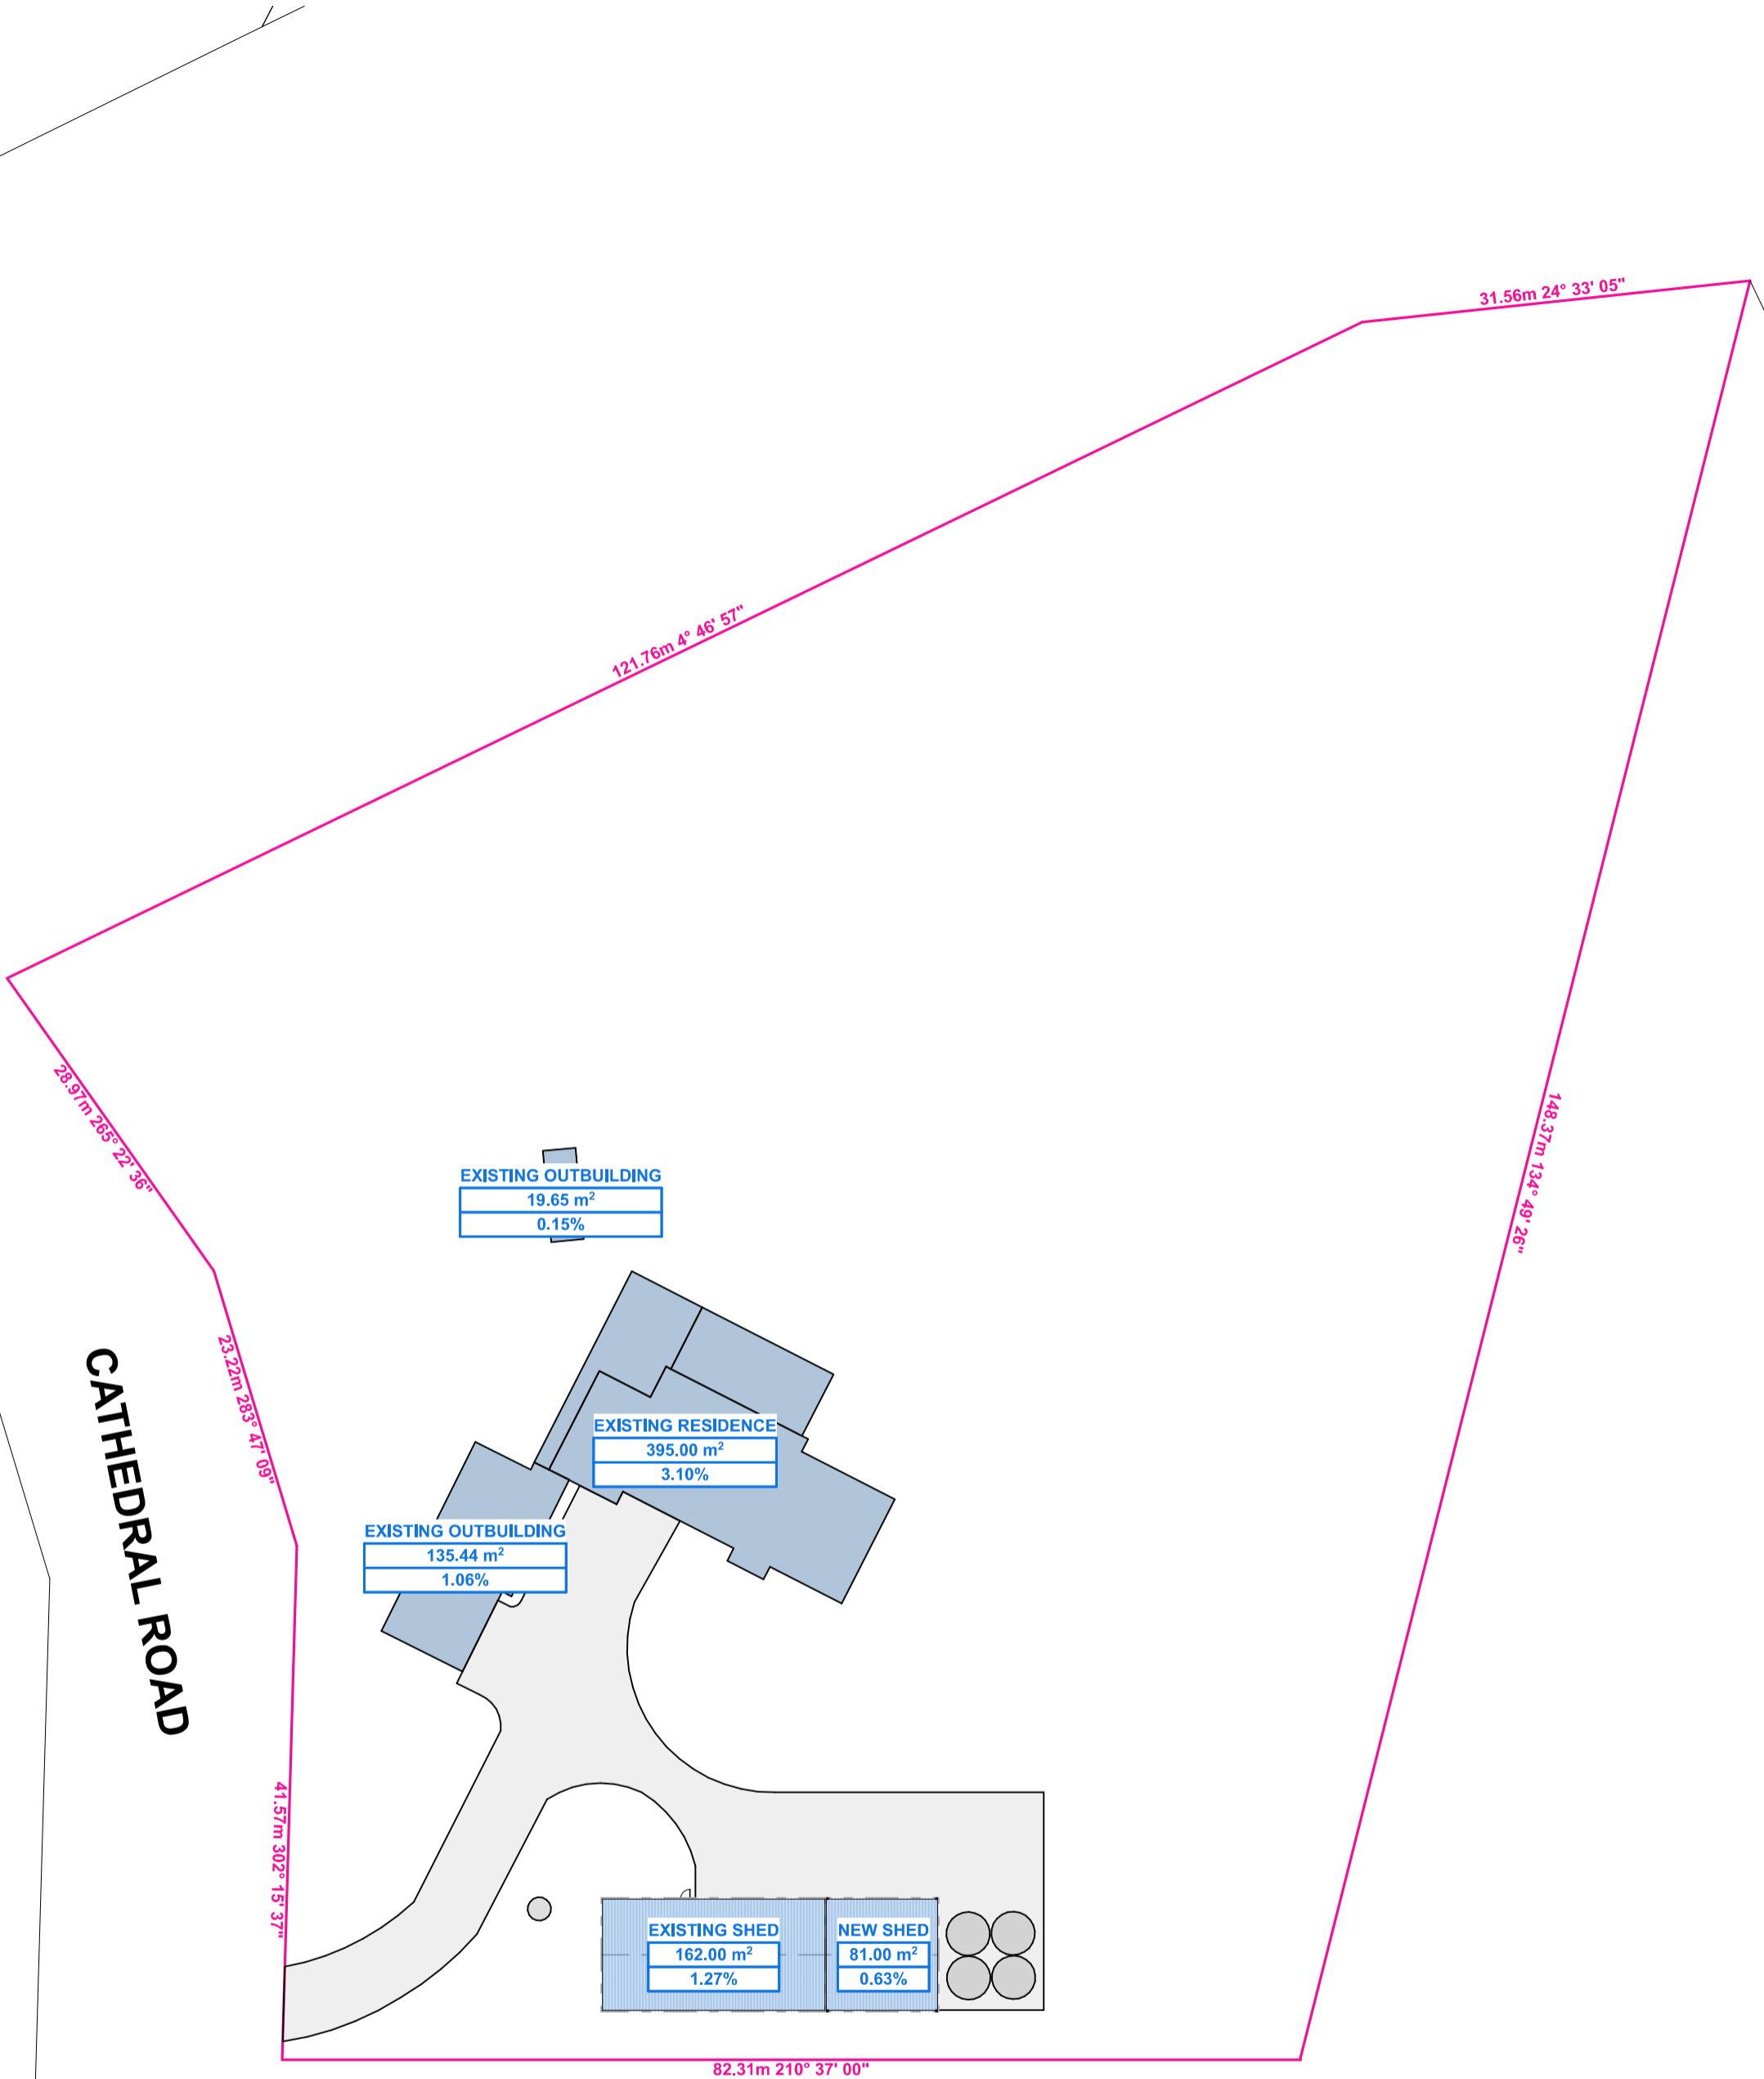 31.56m 24° 33' 05"
121.76m 4° 46' 57"
28.97m 265° 22' 36"
148.37m 134° 49' 26"
EXISTING OUTBUILDING
19.65 m²
0.15%
23.22m 283° 47' 09"
CATHEDRAL ROAD
EXISTING RESIDENCE
395.00 m²
3.10%
EXISTING OUTBUILDING
135.44 m²
1.06%
41.57m 302° 15' 37"
EXISTING SHED
162.00 m²
1.27%
NEW SHED
81.00 m²
0.63%
82.31m 210° 37' 00"